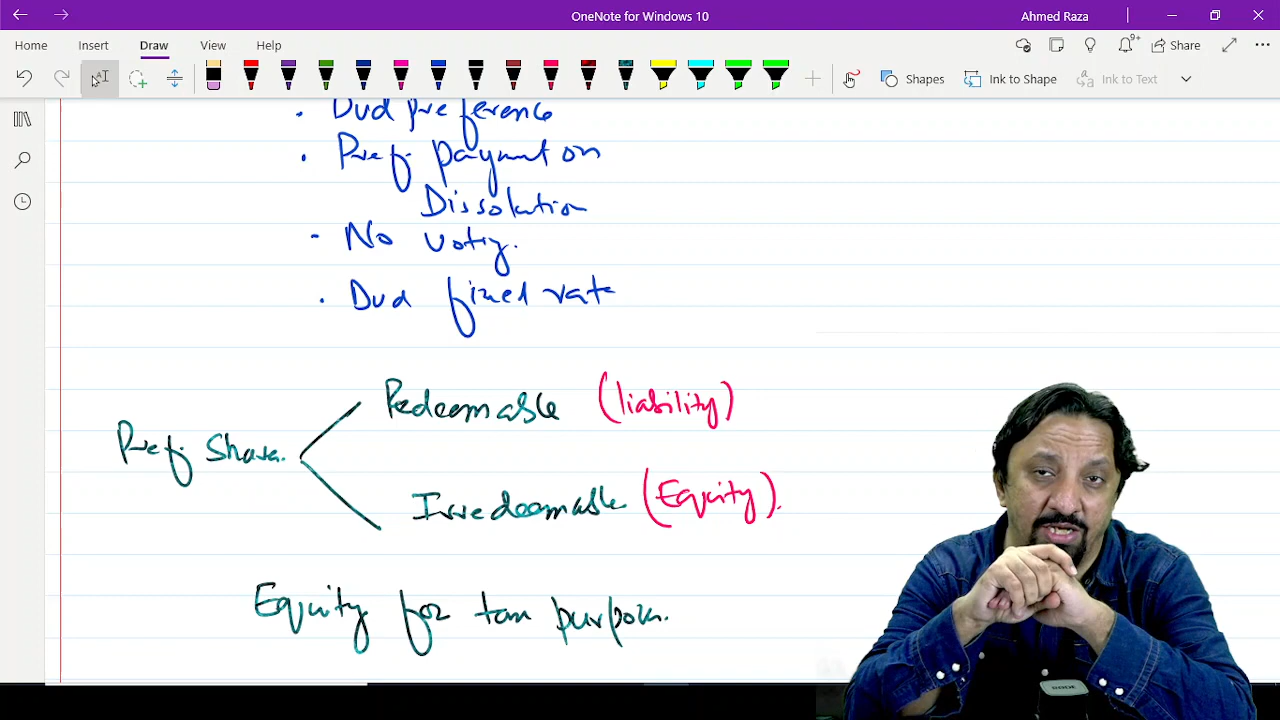 OneNote for Windows 10
Ahmed Raza
Home Insert Draw View Help
Share
Shapes Ink to Shape Ink to Text
. Dvd preference
. Pref. payment on
Dissolution
- No voting.
. Dvd fixed rate
Pref. Share.
Redeemable (liability)
Irredeemable (Equity).
Equity for tax purpose.
RODE